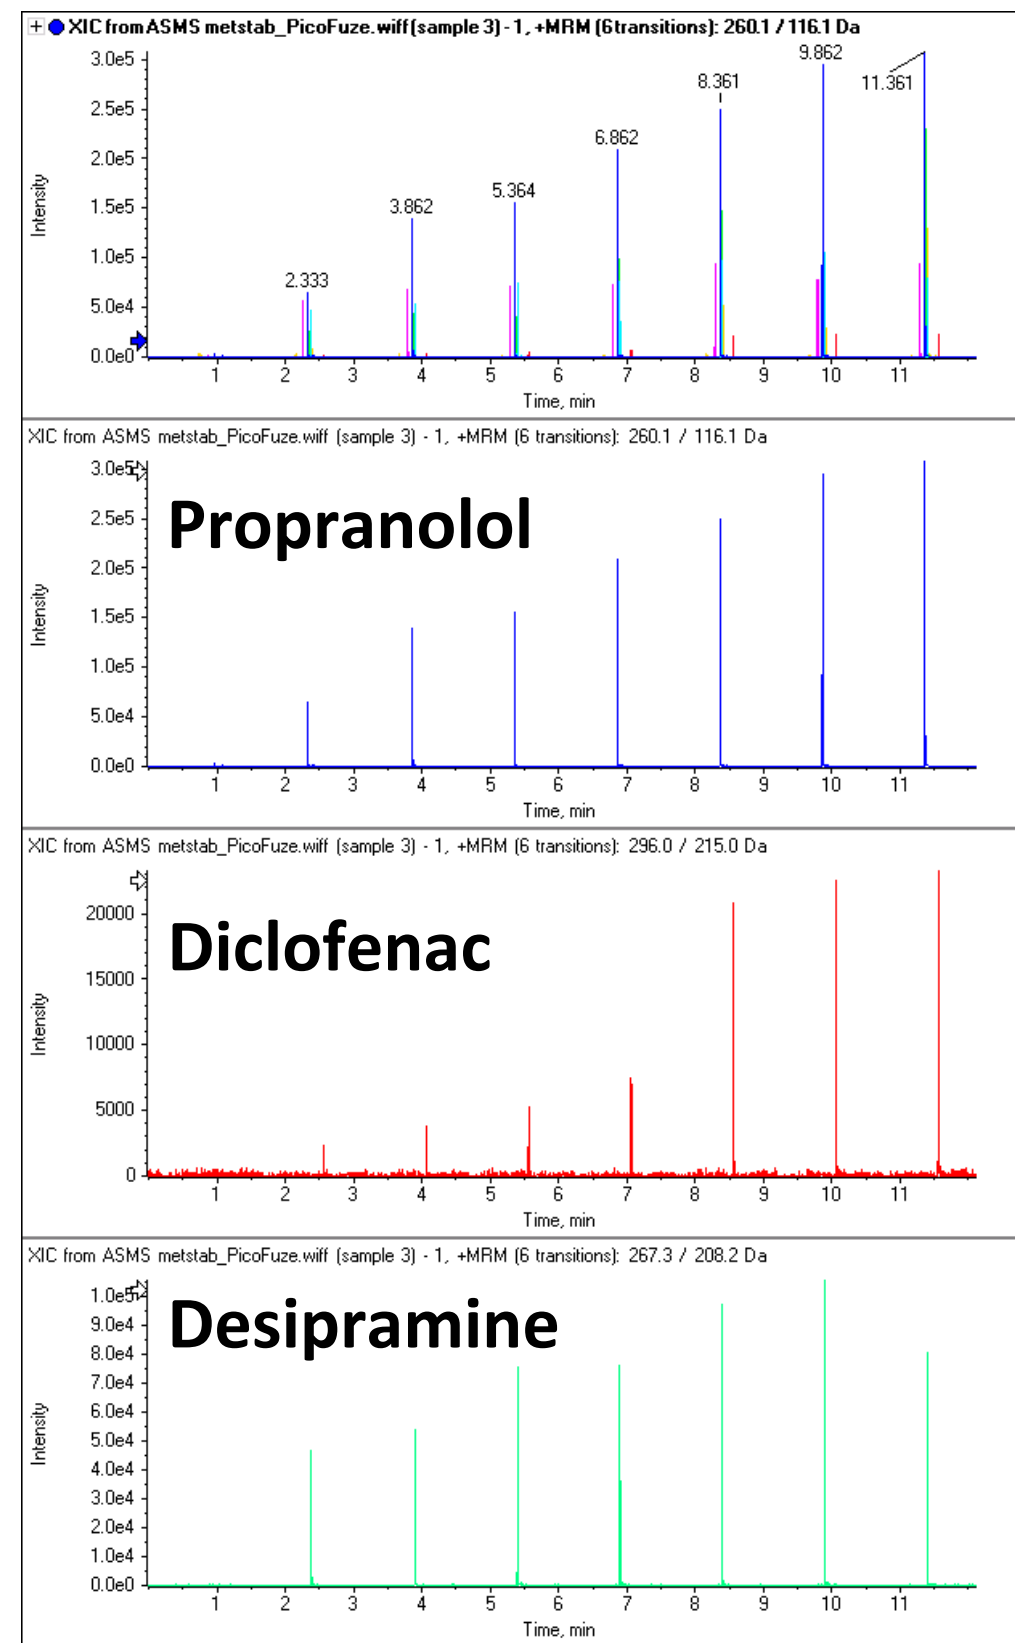 XIC from ASMS metstab_PicoFuze.wiff (sample 3) - 1, +MRM (6 transitions): 260.1 / 116.1 Da
3.0e5
2.5e5
2.0e5
1.5e5
1.0e5
5.0e4
0.0e0
Intensity
2.333
3.862
5.364
6.862
8.361
9.862
11.361
1 2 3 4 5 6 7 8 9 10 11
Time, min
XIC from ASMS metstab_PicoFuze.wiff (sample 3) - 1, +MRM (6 transitions): 260.1 / 116.1 Da
Propranolol
3.0e5
2.5e5
2.0e5
1.5e5
1.0e5
5.0e4
0.0e0
Intensity
1 2 3 4 5 6 7 8 9 10 11
Time, min
XIC from ASMS metstab_PicoFuze.wiff (sample 3) - 1, +MRM (6 transitions): 296.0 / 215.0 Da
Diclofenac
20000
15000
10000
5000
0
Intensity
1 2 3 4 5 6 7 8 9 10 11
Time, min
XIC from ASMS metstab_PicoFuze.wiff (sample 3) - 1, +MRM (6 transitions): 267.3 / 208.2 Da
Desipramine
1.0e5
9.0e4
8.0e4
7.0e4
6.0e4
5.0e4
4.0e4
3.0e4
2.0e4
1.0e4
0.0e0
Intensity
1 2 3 4 5 6 7 8 9 10 11
Time, min